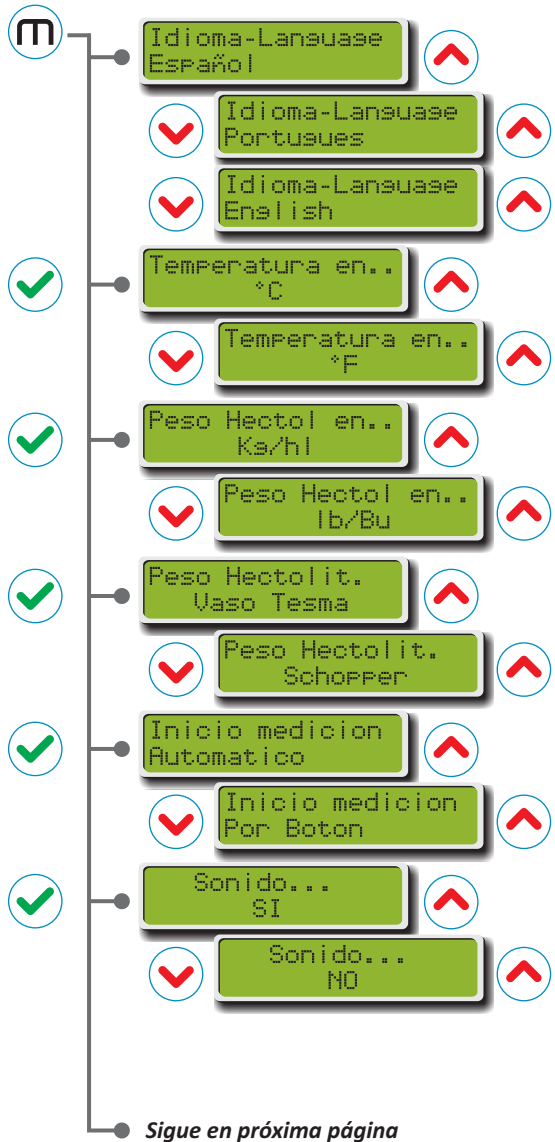 m
Idioma-Language
Español
Idioma-Language
Portugues
Idioma-Language
English
Temperatura en..
°C
Temperatura en..
°F
Peso Hectol en..
Kg/hl
Peso Hectol en..
lb/Bu
Peso Hectolit.
Vaso Tesma
Peso Hectolit.
Schopper
Inicio medicion
Automatico
Inicio medicion
Por Boton
Sonido...
SI
Sonido...
NO
Sigue en próxima página